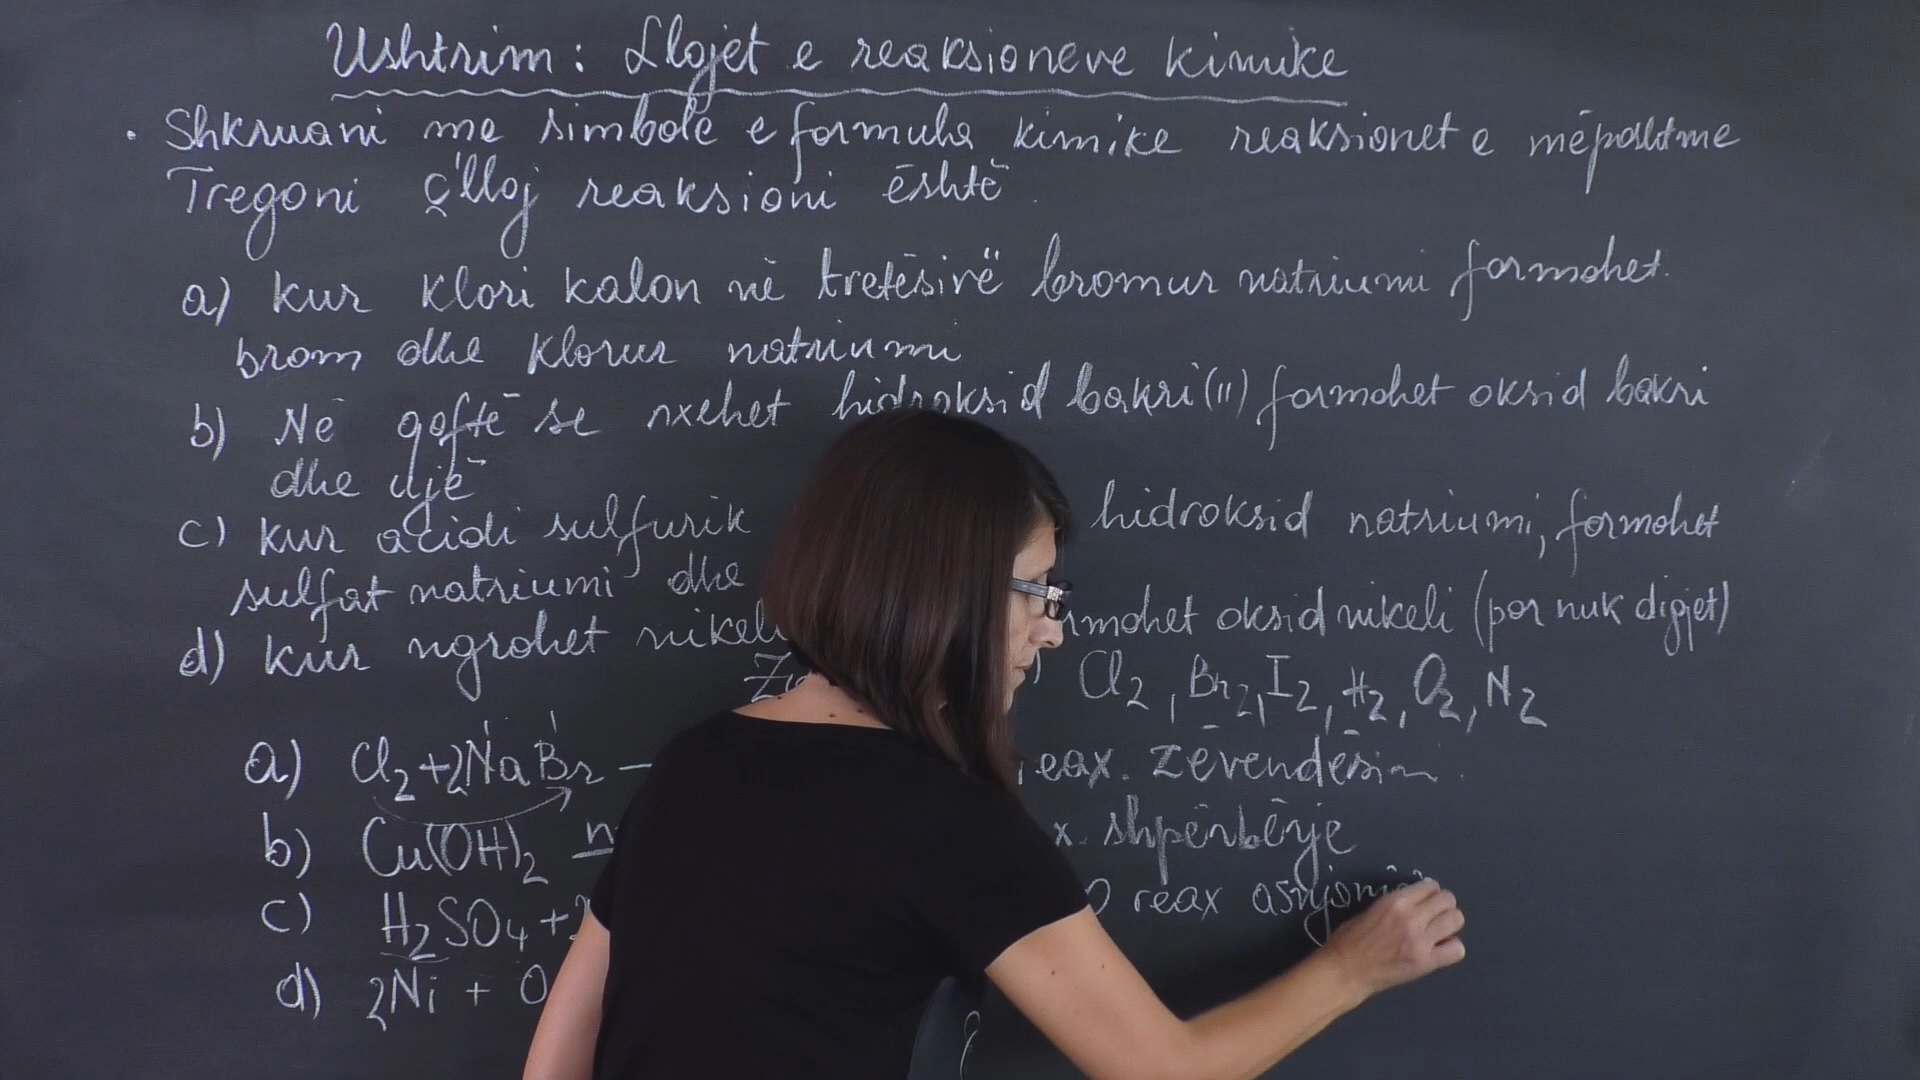 Ushtrim: Llojet e reaksioneve kimike
• Shkruani me simbole e formula kimike reaksionet e mëposhtme
Tregoni ç'lloj reaksioni është.
a) Kur klori kalon në tretësirë bromur natriumi formohet
brom dhe klorur natriumi
b) Në qoftë se nxehet hidroksid bakri(II) formohet oksid bakri
dhe ujë
c) Kur acidi sulfurik hidroksid natriumi, formohet
sulfat natriumi dhe
d) Kur ngrohet nikeli oksid nikeli (por nuk digjet)
Cl2, Br2, I2, H2, O2, N2
a) Cl2+2NaBr reax. zëvendësim
b) Cu(OH)2 shpërbërje
c) H2SO4 + reax asnjanës
d) 2Ni + O